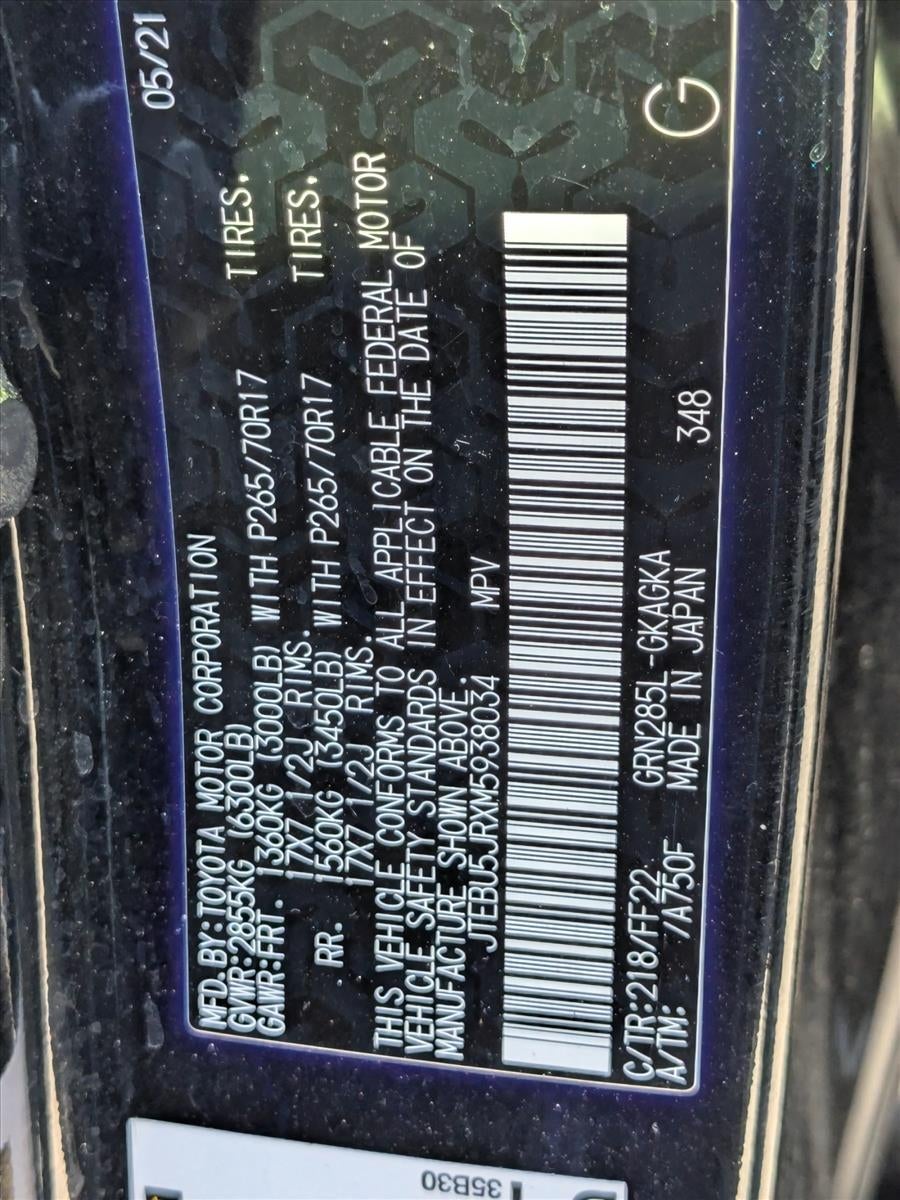 MFD.BY:TOYOTA MOTOR CORPORATION 05/21
GVWR:2855KG (6300LB)
GAWR:FRT. 1360KG (3000LB) WITH P265/70R17 TIRES.
17X7 1/2J RIMS.
RR. 1560KG (3450LB) WITH P265/70R17 TIRES.
17X7 1/2J RIMS.
THIS VEHICLE CONFORMS TO ALL APPLICABLE FEDERAL MOTOR
VEHICLE SAFETY STANDARDS IN EFFECT ON THE DATE OF
MANUFACTURE SHOWN ABOVE.
JTEBU5JRXM5938034 MPV
C/TR:218/FF22 GRN285L-GKAGKA G
A/TM: /A750F MADE IN JAPAN 348
35B30